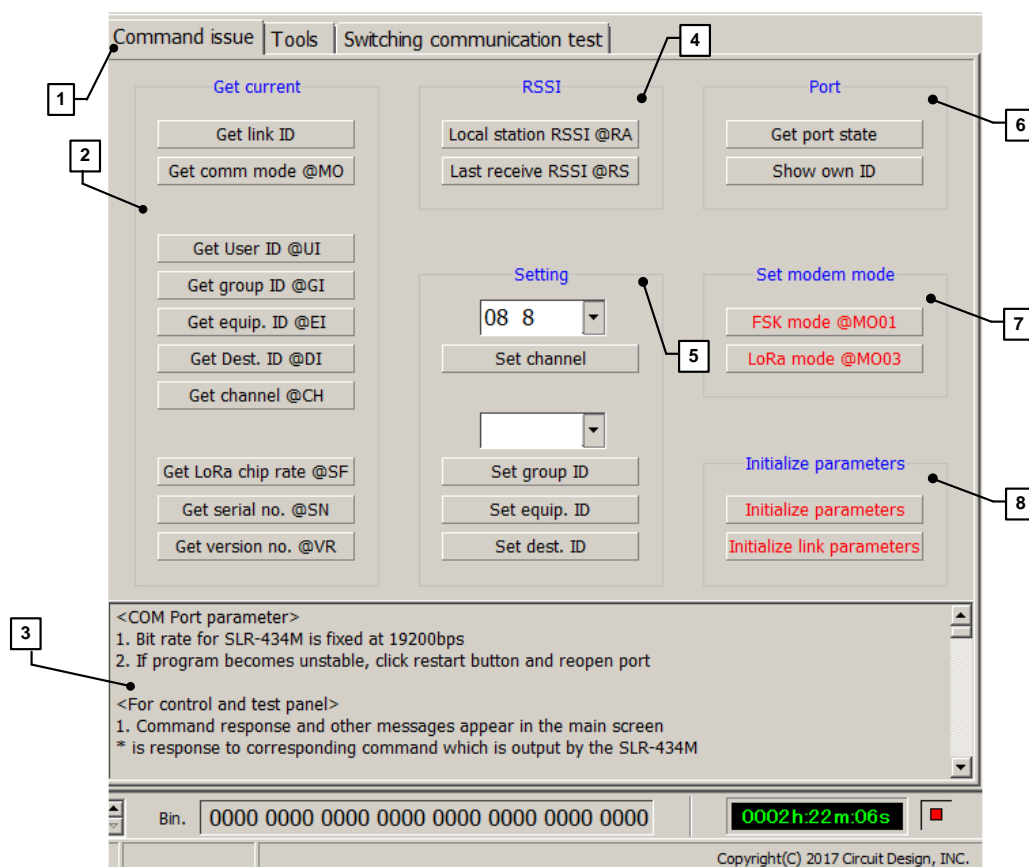 Command issue
Tools
Switching communication test
1
2
3
4
5
6
7
8
Get current
Get link ID
Get comm mode @MO
Get User ID @UI
Get group ID @GI
Get equip. ID @EI
Get Dest. ID @DI
Get channel @CH
Get LoRa chip rate @SF
Get serial no. @SN
Get version no. @VR
RSSI
Local station RSSI @RA
Last receive RSSI @RS
Setting
08 8
Set channel
Set group ID
Set equip. ID
Set dest. ID
Port
Get port state
Show own ID
Set modem mode
FSK mode @MO01
LoRa mode @MO03
Initialize parameters
Initialize parameters
Initialize link parameters
<COM Port parameter>
1. Bit rate for SLR-434M is fixed at 19200bps
2. If program becomes unstable, click restart button and reopen port
<For control and test panel>
1. Command response and other messages appear in the main screen
* is response to corresponding command which is output by the SLR-434M
Bin.
0000 0000 0000 0000 0000 0000 0000 0000
0002h:22m:06s
Copyright(C) 2017 Circuit Design, INC.